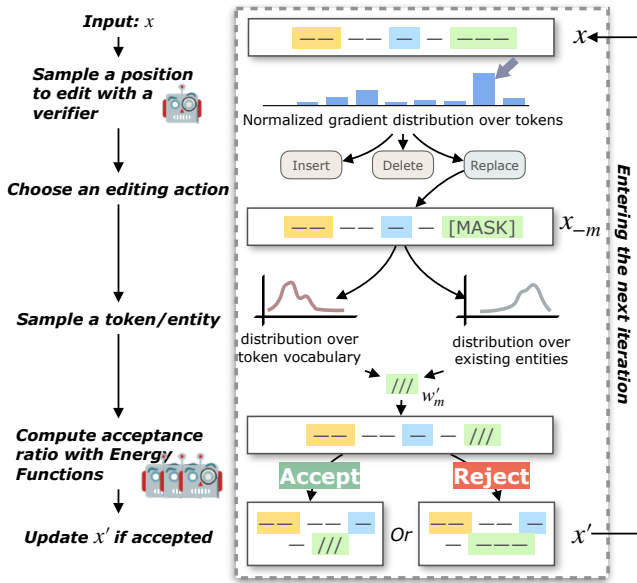 Input: x
Sample a position
to edit with a
verifier
Choose an editing action
Sample a token/entity
Compute acceptance
ratio with Energy
Functions
Update x′ if accepted
x
Normalized gradient distribution over tokens
Insert
Delete
Replace
[MASK]
x₋ₘ
distribution over
token vocabulary
distribution over
existing entities
///
w′ₘ
///
Accept
Reject
///
Or
x′
Entering the next iteration